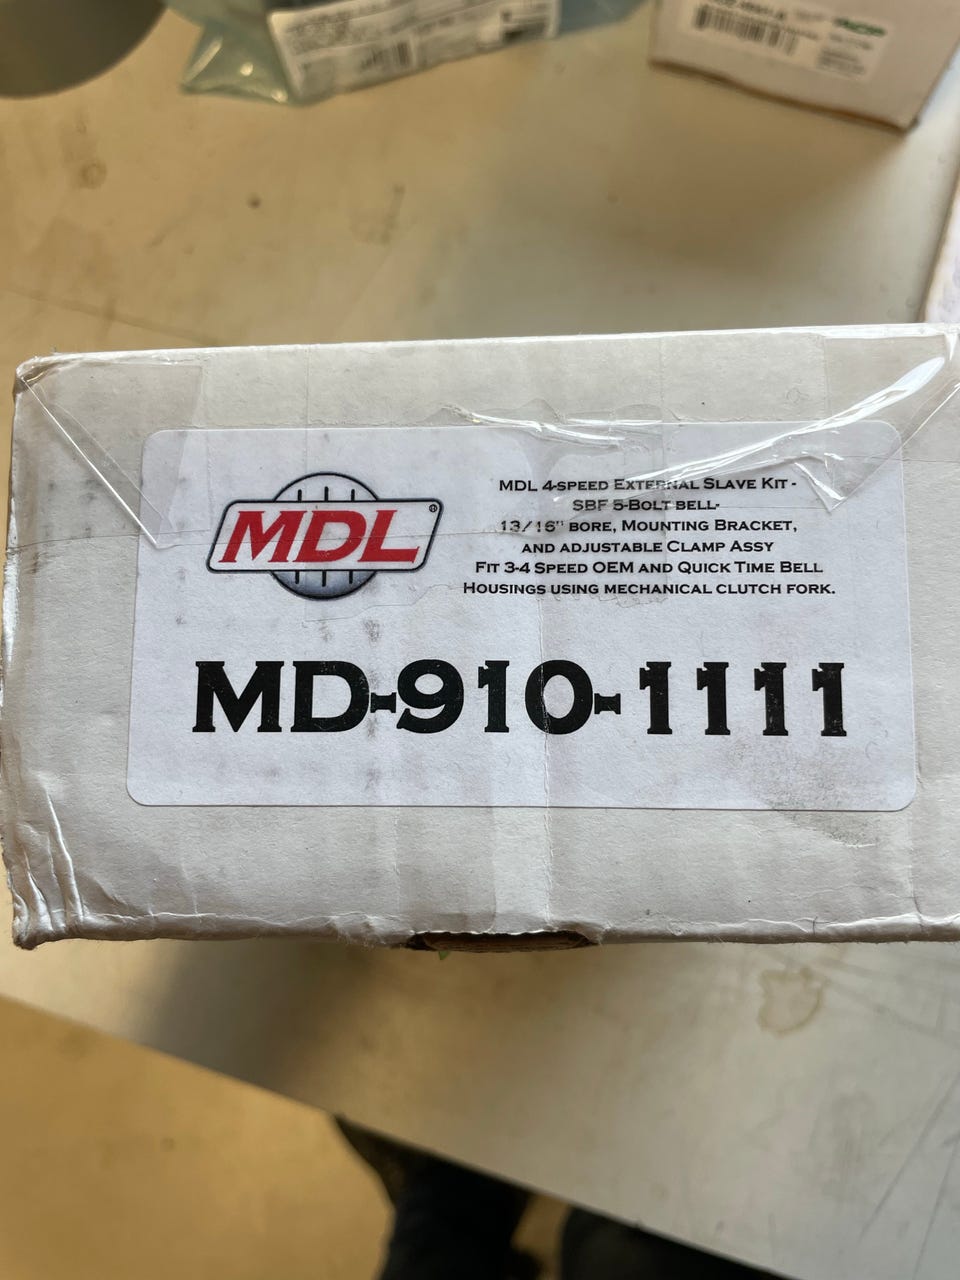 MDL®
MDL 4-SPEED EXTERNAL SLAVE KIT -
SBF 5-BOLT BELL-
13/16" BORE, MOUNTING BRACKET,
AND ADJUSTABLE CLAMP ASSY
FIT 3-4 SPEED OEM AND QUICK TIME BELL
HOUSINGS USING MECHANICAL CLUTCH FORK.
MD-910-1111